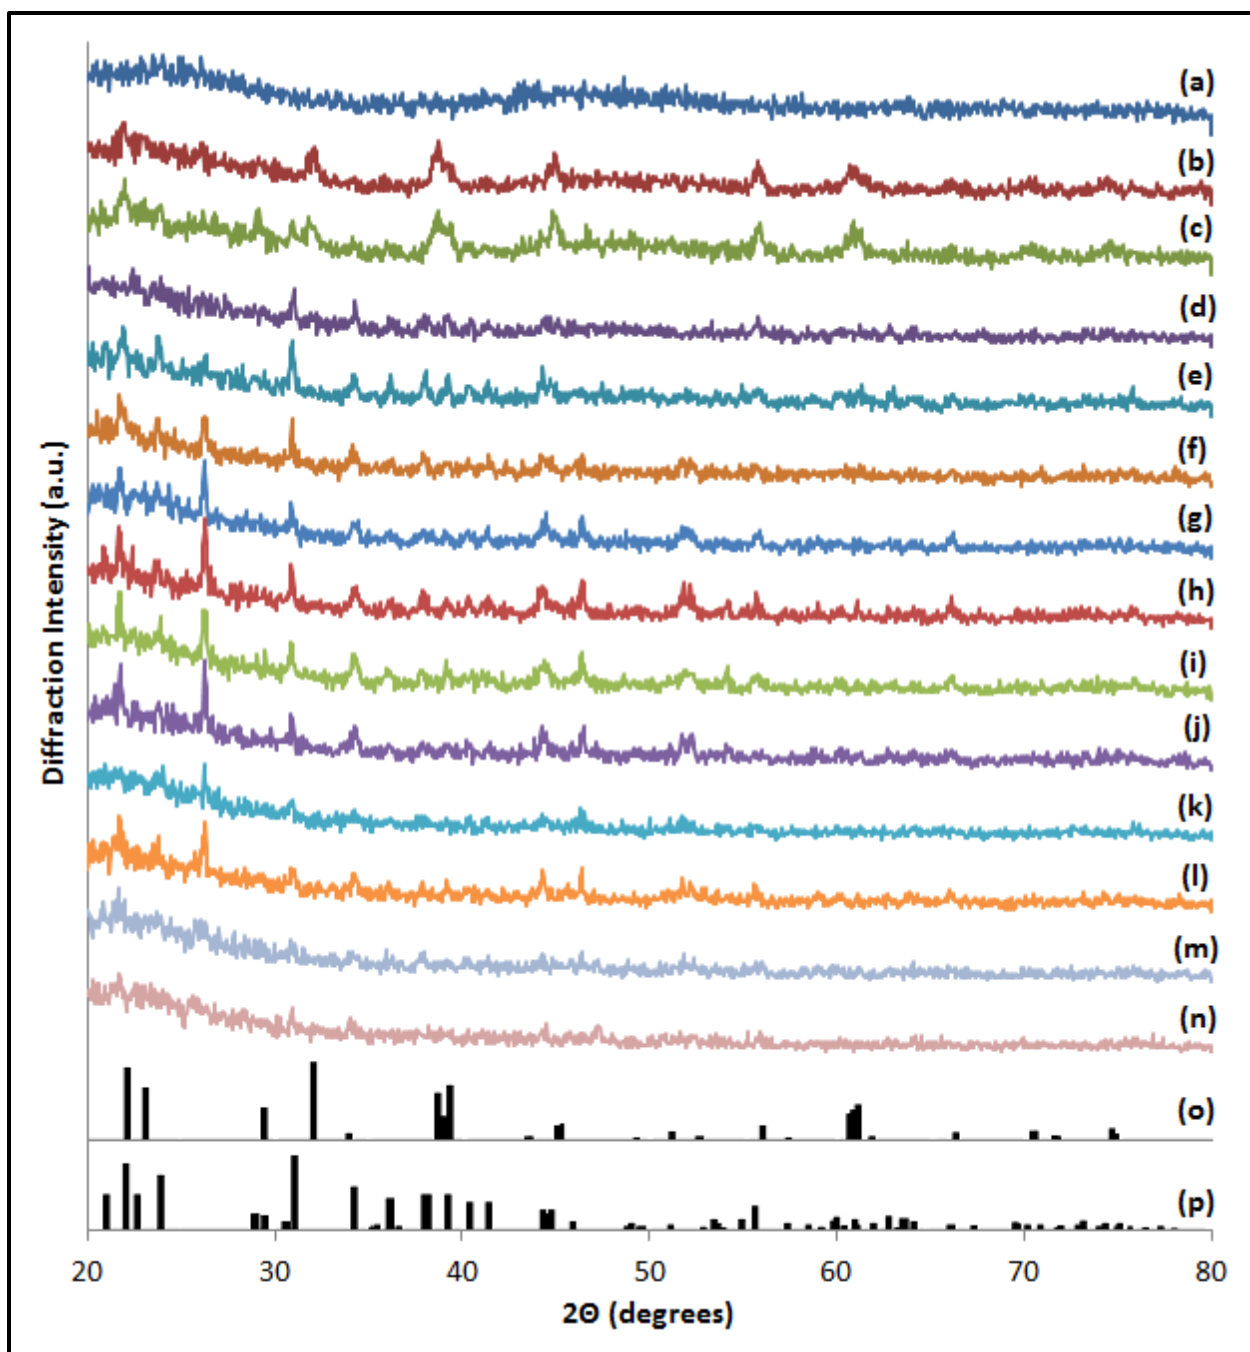 (a)
(b)
(c)
(d)
(e)
(f)
(g)
(h)
(i)
(j)
(k)
(l)
(m)
(n)
(o)
(p)
Diffraction Intensity (a.u.)
20 30 40 50 60 70 80
2Θ (degrees)